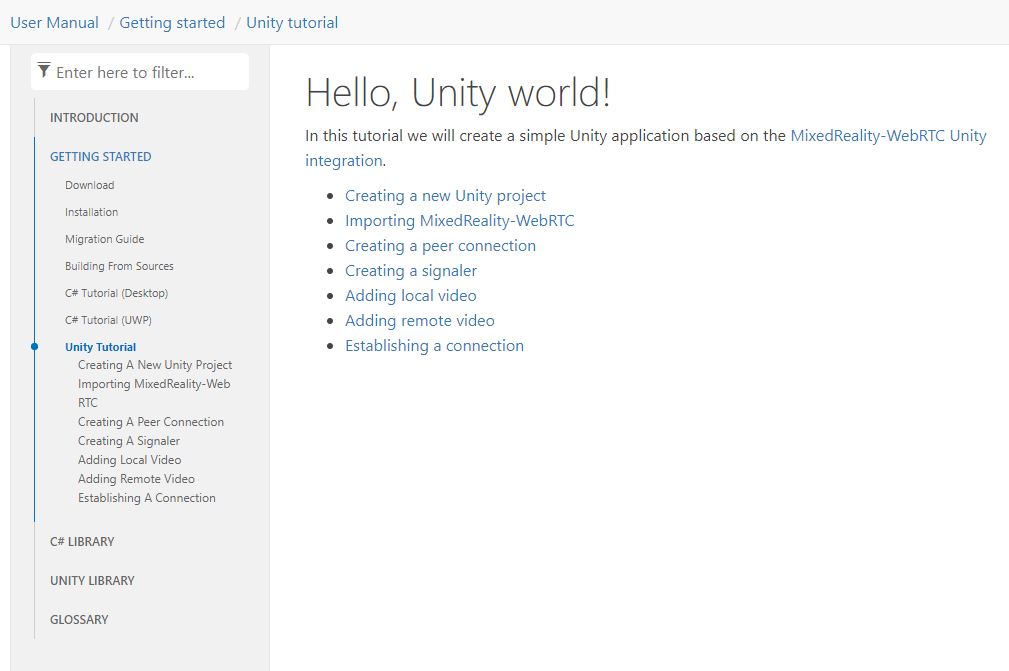 User Manual / Getting started / Unity tutorial
Enter here to filter...
INTRODUCTION
GETTING STARTED
Download
Installation
Migration Guide
Building From Sources
C# Tutorial (Desktop)
C# Tutorial (UWP)
Unity Tutorial
Creating A New Unity Project
Importing MixedReality-Web
RTC
Creating A Peer Connection
Creating A Signaler
Adding Local Video
Adding Remote Video
Establishing A Connection
C# LIBRARY
UNITY LIBRARY
GLOSSARY
Hello, Unity world!
In this tutorial we will create a simple Unity application based on the MixedReality-WebRTC Unity
integration.
• Creating a new Unity project
• Importing MixedReality-WebRTC
• Creating a peer connection
• Creating a signaler
• Adding local video
• Adding remote video
• Establishing a connection